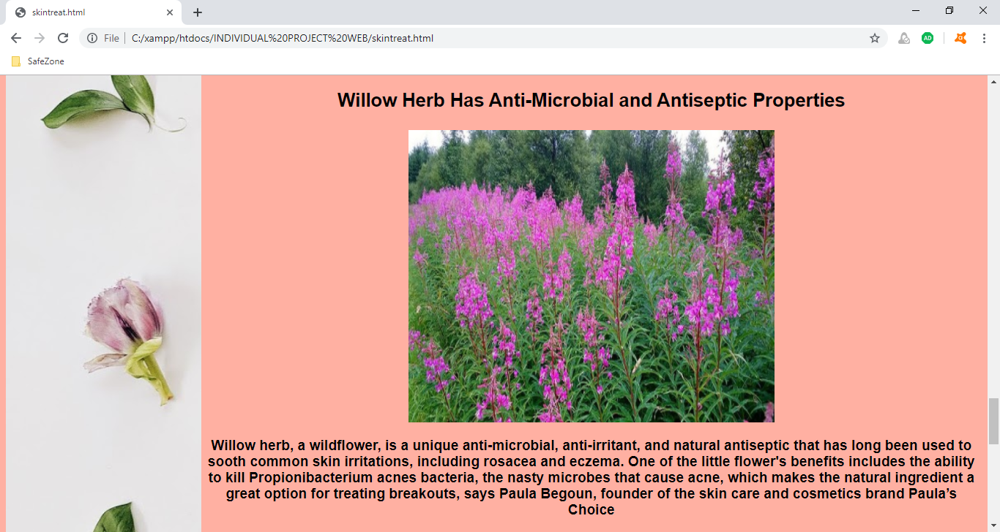 skintreat.html
File
C:/xampp/htdocs/INDIVIDUAL%20PROJECT%20WEB/skintreat.html
AD
SafeZone
Willow Herb Has Anti-Microbial and Antiseptic Properties
Willow herb, a wildflower, is a unique anti-microbial, anti-irritant, and natural antiseptic that has long been used to
sooth common skin irritations, including rosacea and eczema. One of the little flower's benefits includes the ability
to kill Propionibacterium acnes bacteria, the nasty microbes that cause acne, which makes the natural ingredient a
great option for treating breakouts, says Paula Begoun, founder of the skin care and cosmetics brand Paula’s
Choice